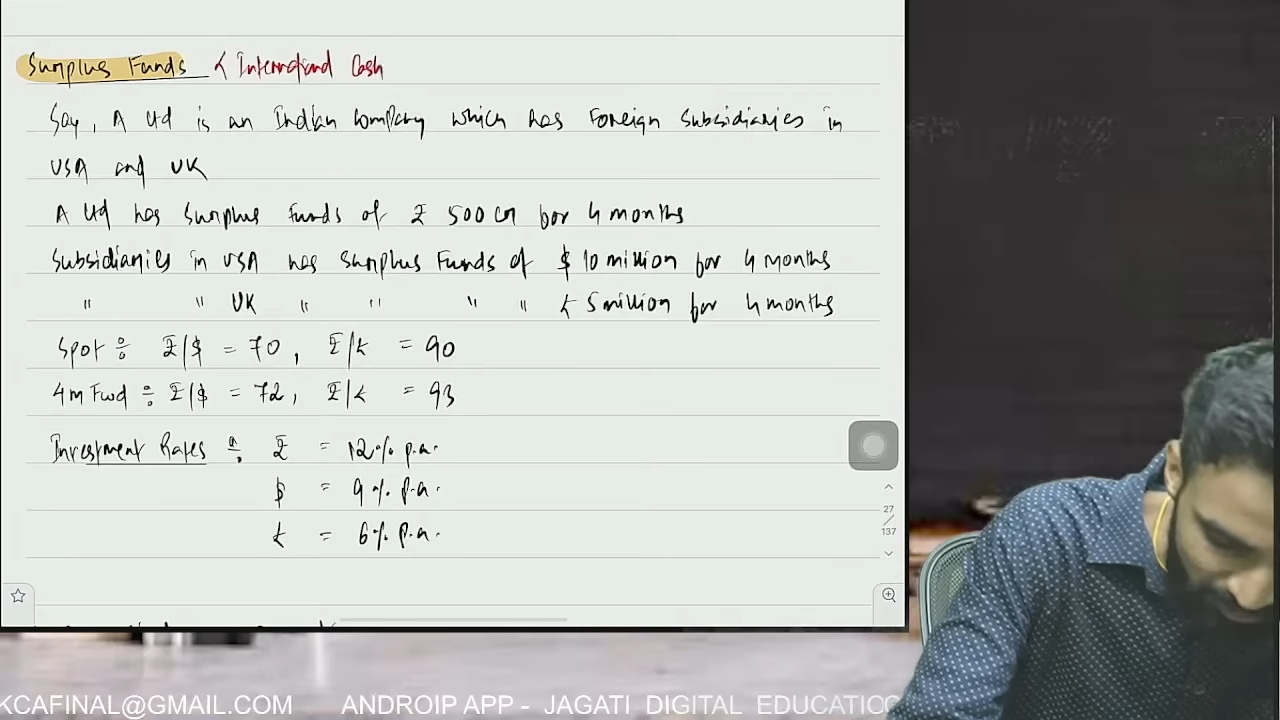 Surplus Funds < International Cash
Say, A Ltd is an Indian Company which has Foreign Subsidiaries in
USA and UK
A Ltd has Surplus Funds of ₹ 500 cr for 4 months
Subsidiaries in USA has Surplus Funds of $ 10 million for 4 months
" " UK " " " " £ 5 million for 4 months
Spot ÷ ₹/$ = 70, ₹/£ = 90
4m Fwd ÷ ₹/$ = 72, ₹/£ = 93
Investment Rates ÷ ₹ = 12% p.a.
$ = 9% p.a.
£ = 6% p.a.
27
/
137
KCAFINAL@GMAIL.COM ANDROIP APP - JAGATI DIGITAL EDUCATIO